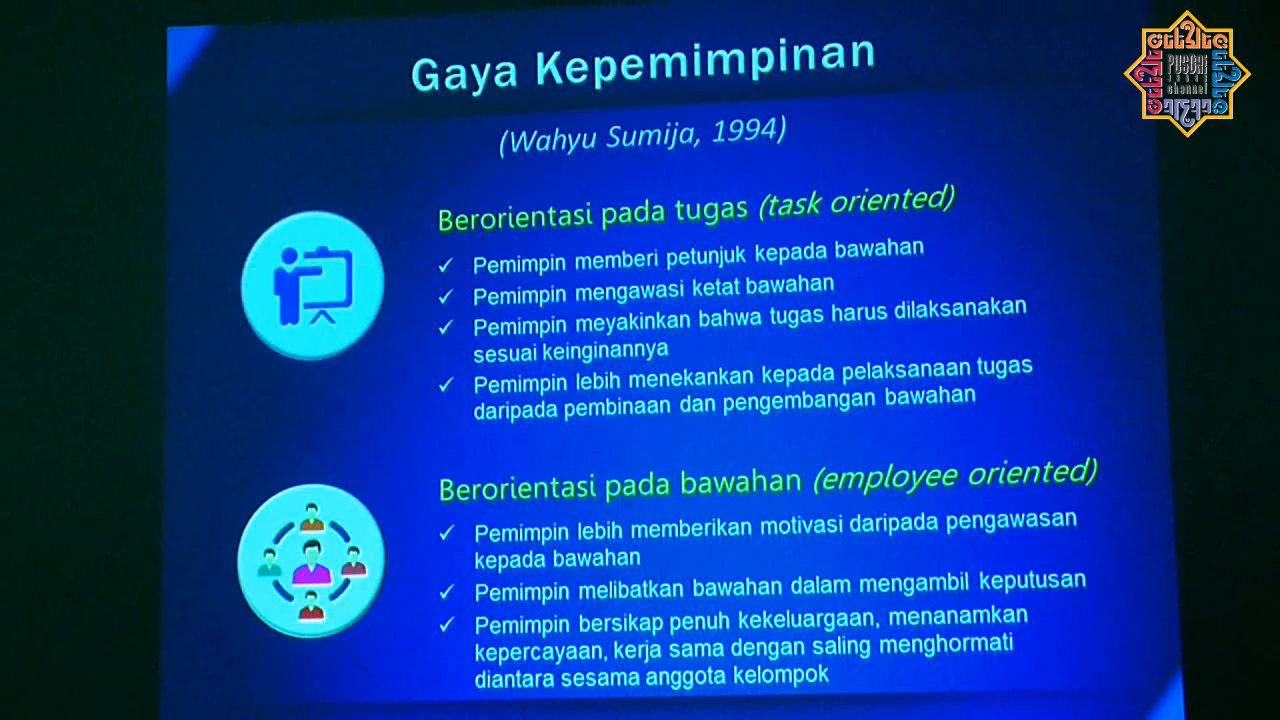 Gaya Kepemimpinan
(Wahyu Sumija, 1994)
Berorientasi pada tugas (task oriented)
✓ Pemimpin memberi petunjuk kepada bawahan
✓ Pemimpin mengawasi ketat bawahan
✓ Pemimpin meyakinkan bahwa tugas harus dilaksanakan
sesuai keinginannya
✓ Pemimpin lebih menekankan kepada pelaksanaan tugas
daripada pembinaan dan pengembangan bawahan
Berorientasi pada bawahan (employee oriented)
✓ Pemimpin lebih memberikan motivasi daripada pengawasan
kepada bawahan
✓ Pemimpin melibatkan bawahan dalam mengambil keputusan
✓ Pemimpin bersikap penuh kekeluargaan, menanamkan
kepercayaan, kerja sama dengan saling menghormati
diantara sesama anggota kelompok
PUSDAI
channel